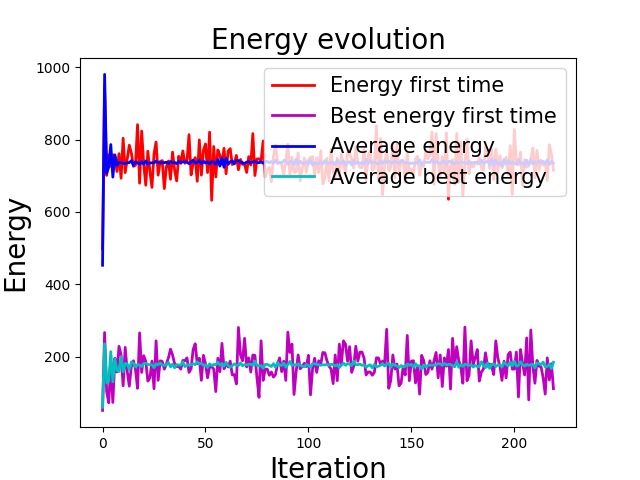 Energy evolution
Energy first time
Best energy first time
Average energy
Average best energy
1000
800
600
400
200
Energy
0
50
100
150
200
Iteration